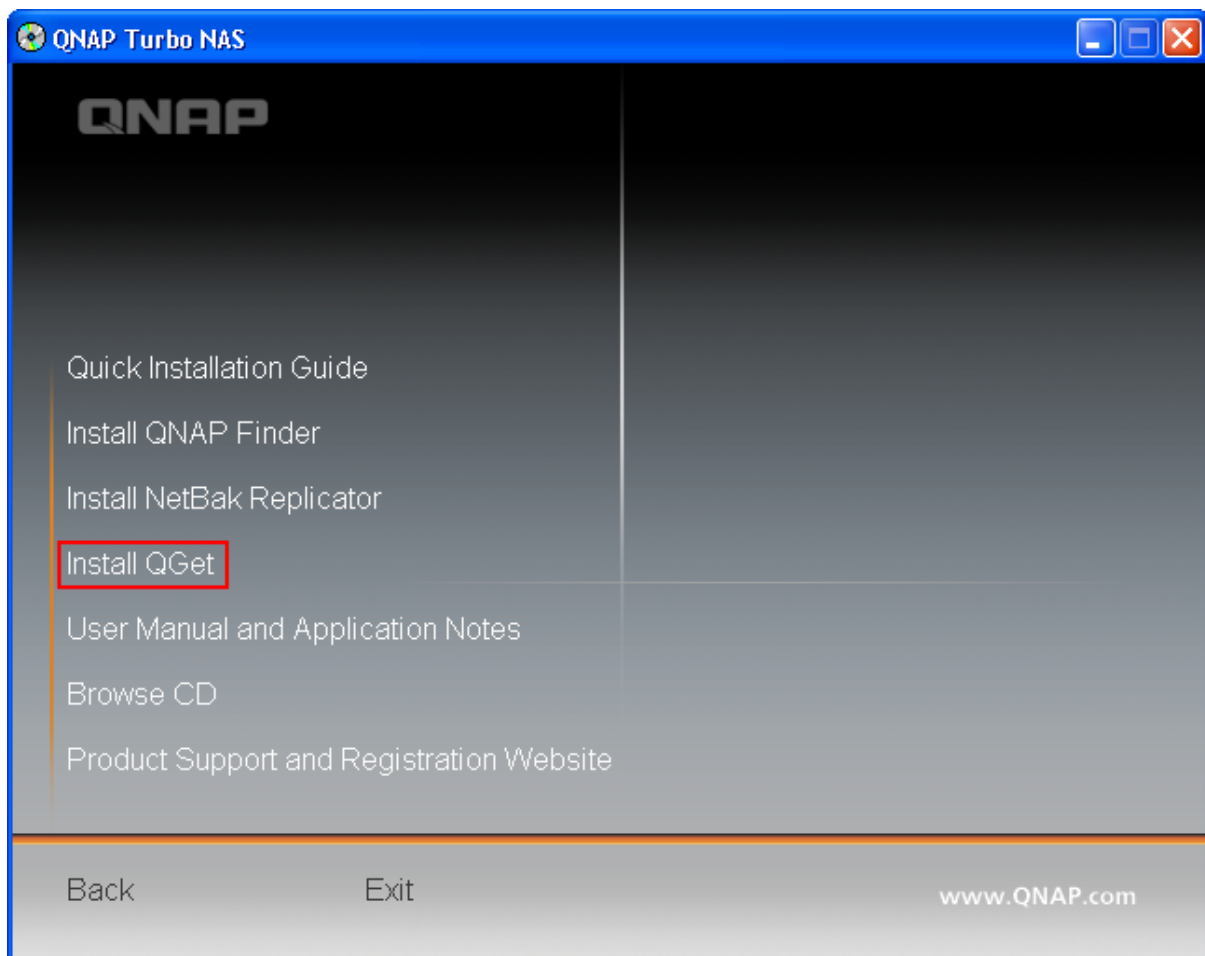 QNAP Turbo NAS
QNAP
Quick Installation Guide
Install QNAP Finder
Install NetBak Replicator
Install QGet
User Manual and Application Notes
Browse CD
Product Support and Registration Website
Back
Exit
www.QNAP.com